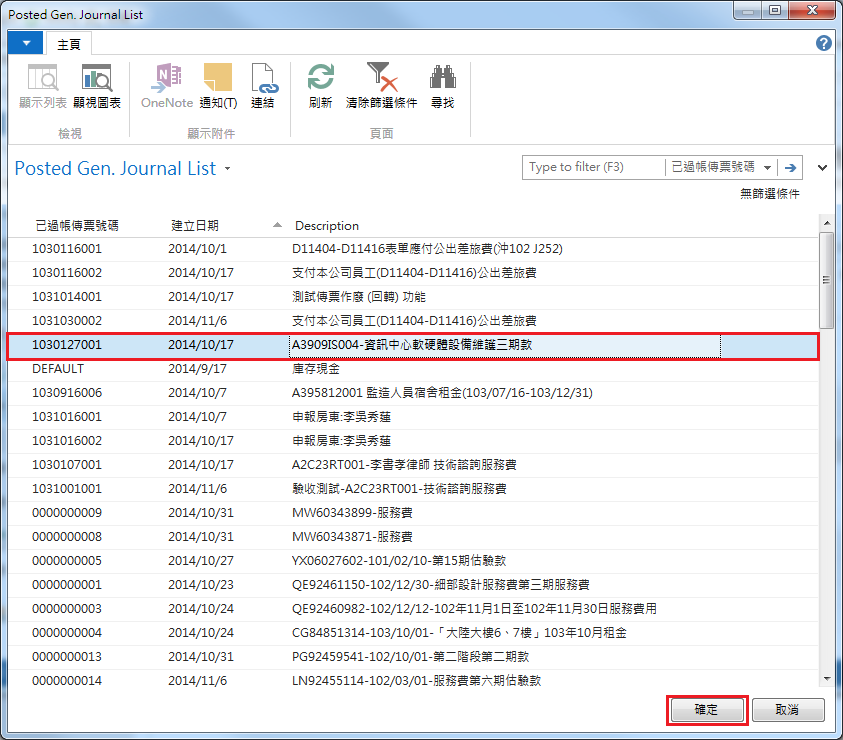 Posted Gen. Journal List
主頁
顯示列表 顯視圖表 OneNote 通知(T) 連結 刷新 清除篩選條件 尋找
檢視 顯示附件 頁面
Posted Gen. Journal List
Type to filter (F3) 已過帳傳票號碼
無篩選條件
已過帳傳票號碼 建立日期 Description
1030116001 2014/10/1 D11404-D11416表單應付公出差旅費(沖102 J252)
1030116002 2014/10/17 支付本公司員工(D11404-D11416)公出差旅費
1031014001 2014/10/17 測試傳票作廢 (回轉) 功能
1031030002 2014/11/6 支付本公司員工(D11404-D11416)公出差旅費
1030127001 2014/10/17 A3909IS004-資訊中心軟硬體設備維護三期款
DEFAULT 2014/9/17 庫存現金
1030916006 2014/10/7 A395812001 監造人員宿舍租金(103/07/16-103/12/31)
1031016001 2014/10/7 申報房東:李吳秀蓮
1031016002 2014/10/17 申報房東:李吳秀蓮
1030107001 2014/10/17 A2C23RT001-李書孝律師 技術諮詢服務費
1031001001 2014/11/6 驗收測試-A2C23RT001-技術諮詢服務費
0000000009 2014/10/31 MW60343899-服務費
0000000008 2014/10/31 MW60343871-服務費
0000000005 2014/10/27 YX06027602-101/02/10-第15期估驗款
0000000001 2014/10/23 QE92461150-102/12/30-細部設計服務費第三期服務費
0000000003 2014/10/24 QE92460982-102/12/12-102年11月1日至102年11月30日服務費用
0000000004 2014/10/24 CG84851314-103/10/01-「大陸大樓6、7樓」103年10月租金
0000000013 2014/10/31 PG92459541-102/10/01-第二階段第二期款
0000000014 2014/11/6 LN92455114-102/03/01-服務費第六期估驗款
確定 取消